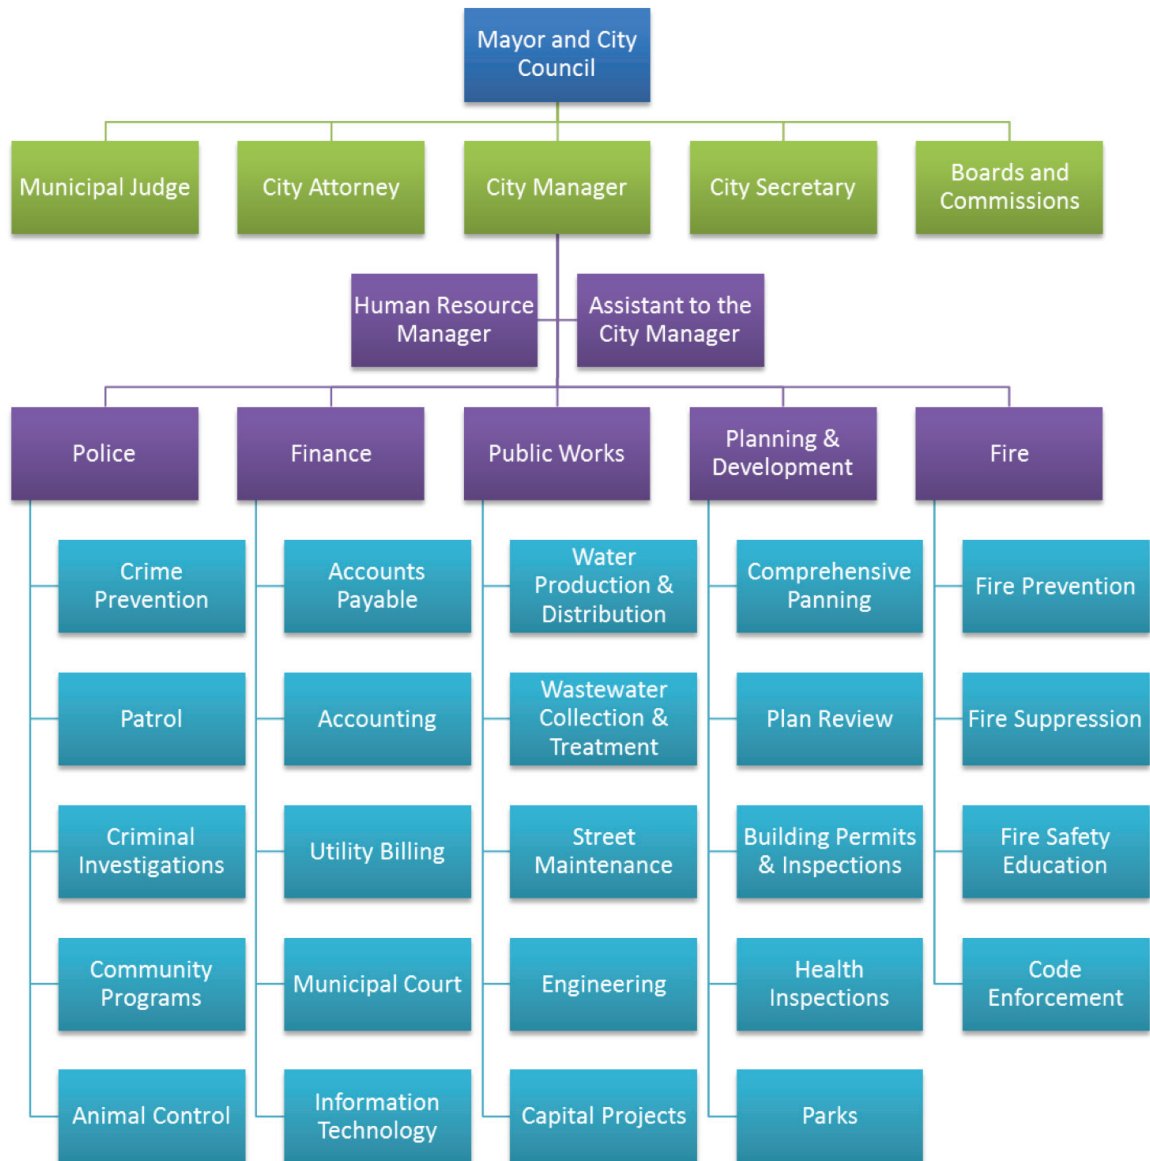 Mayor and City
Council
Municipal Judge
City Attorney
City Manager
City Secretary
Boards and
Commissions
Human Resource
Manager
Assistant to the
City Manager
Police
Finance
Public Works
Planning &
Development
Fire
Crime
Prevention
Accounts
Payable
Water
Production &
Distribution
Comprehensive
Panning
Fire Prevention
Patrol
Accounting
Wastewater
Collection &
Treatment
Plan Review
Fire Suppression
Criminal
Investigations
Utility Billing
Street
Maintenance
Building Permits
& Inspections
Fire Safety
Education
Community
Programs
Municipal Court
Engineering
Health
Inspections
Code
Enforcement
Animal Control
Information
Technology
Capital Projects
Parks